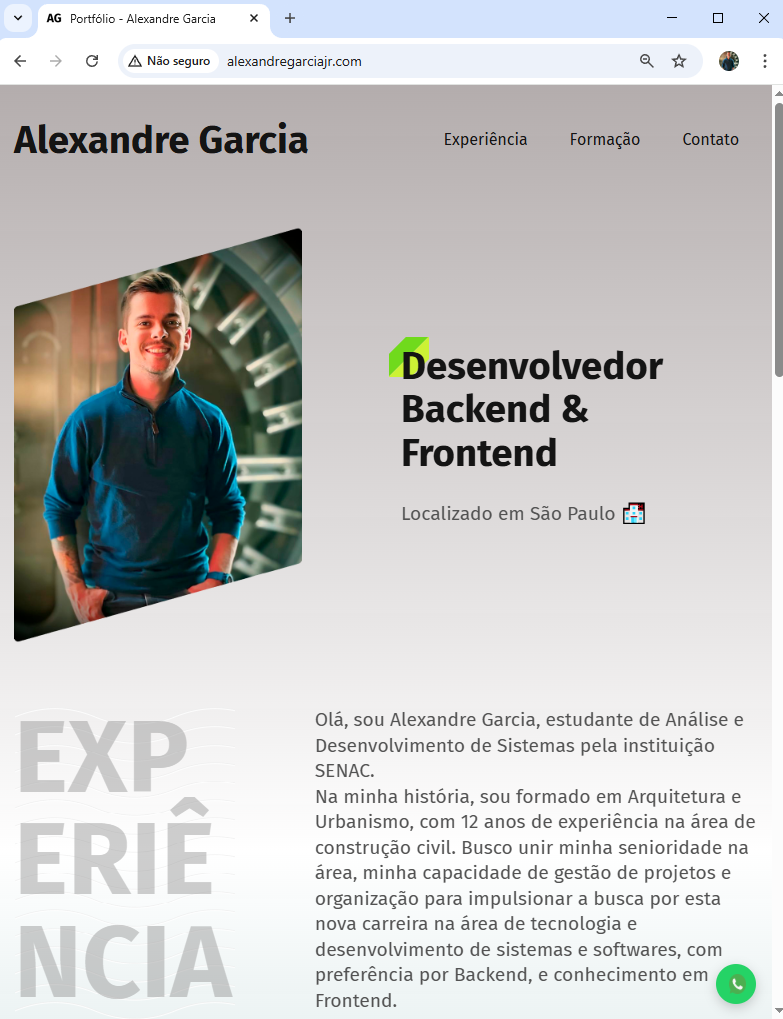 AG Portfólio - Alexandre Garcia
Não seguro alexandregarciajr.com
Alexandre Garcia
Experiência Formação Contato
Desenvolvedor
Backend &
Frontend
Localizado em São Paulo
EXP
ERIÊ
NCIA
Olá, sou Alexandre Garcia, estudante de Análise e
Desenvolvimento de Sistemas pela instituição
SENAC.
Na minha história, sou formado em Arquitetura e
Urbanismo, com 12 anos de experiência na área de
construção civil. Busco unir minha senioridade na
área, minha capacidade de gestão de projetos e
organização para impulsionar a busca por esta
nova carreira na área de tecnologia e
desenvolvimento de sistemas e softwares, com
preferência por Backend, e conhecimento em
Frontend.